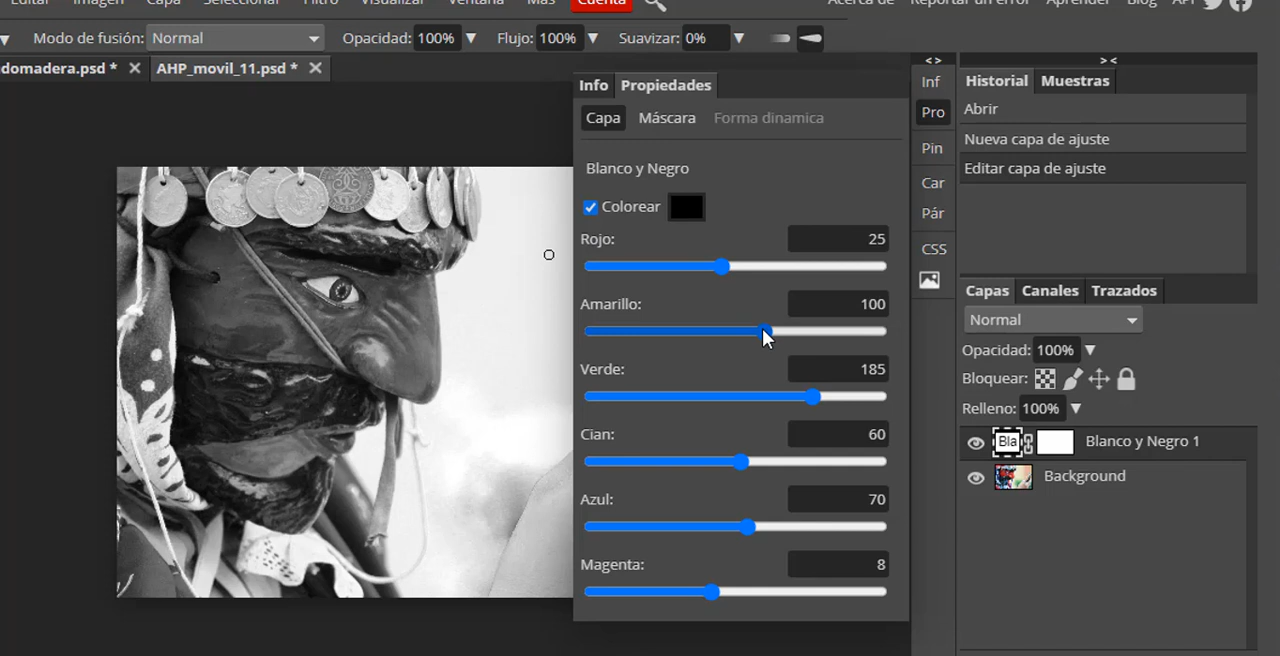 Editar Imagen Capa Seleccionar Filtro Visualizar Ventana Más Cuenta Acerca de Reportar un error Aprender Blog API
Modo de fusión: Normal Opacidad: 100% Flujo: 100% Suavizar: 0%
domadera.psd * AHP_movil_11.psd *
Info Propiedades
Capa Máscara Forma dinamica
Blanco y Negro
Colorear
Rojo: 25
Amarillo: 100
Verde: 185
Cian: 60
Azul: 70
Magenta: 8
< >
Inf
Pro
Pin
Car
Pár
CSS
> <
Historial Muestras
Abrir
Nueva capa de ajuste
Editar capa de ajuste
Capas Canales Trazados
Normal
Opacidad: 100%
Bloquear:
Relleno: 100%
Bla Blanco y Negro 1
Background